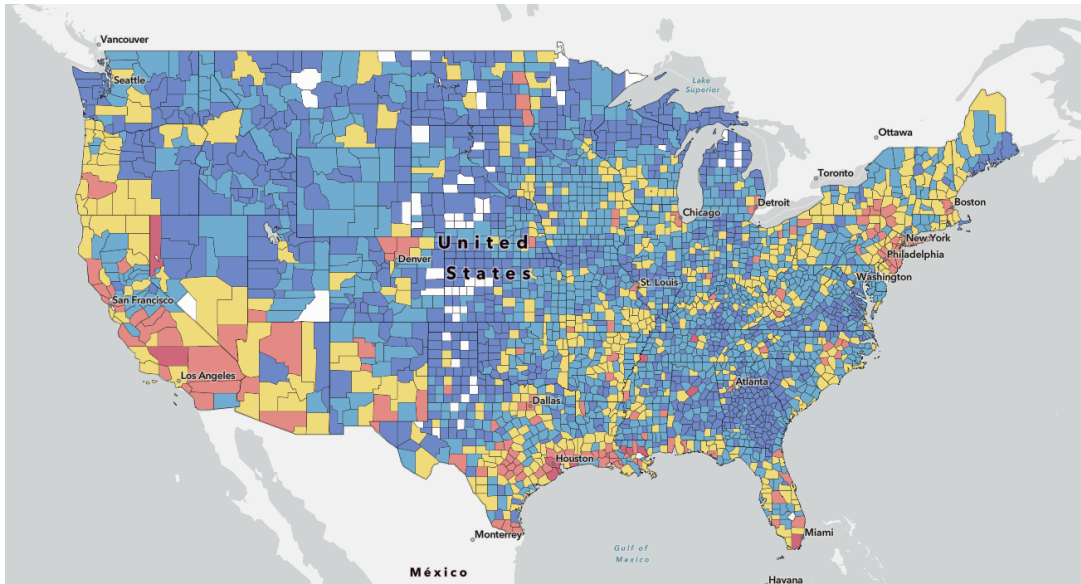 Vancouver
Seattle
Lake
Superior
Ottawa
Toronto
Boston
Detroit
Chicago
New York
United
Philadelphia
Denver
States
Washington
St. Louis
San Francisco
Los Angeles
Atlanta
Dallas
Houston
Miami
Monterrey
Gulf of
Mexico
México
Havana